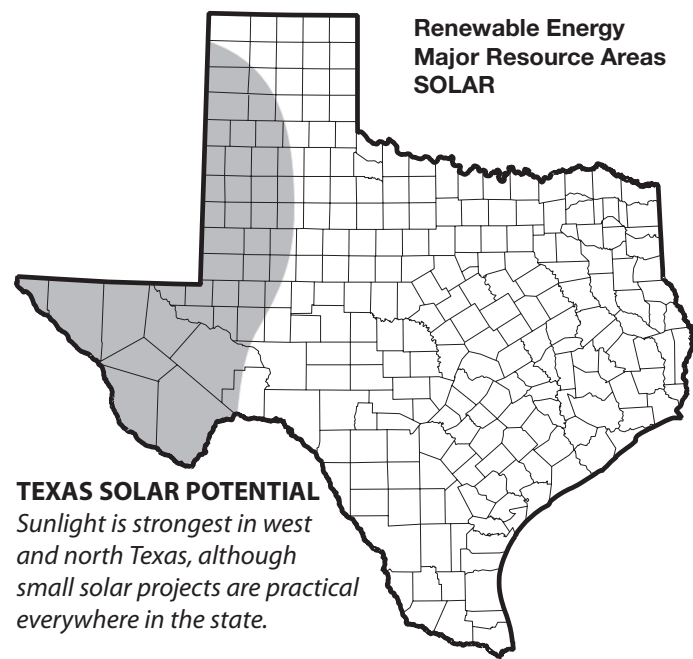 Renewable Energy
Major Resource Areas
SOLAR
TEXAS SOLAR POTENTIAL
Sunlight is strongest in west
and north Texas, although
small solar projects are practical
everywhere in the state.